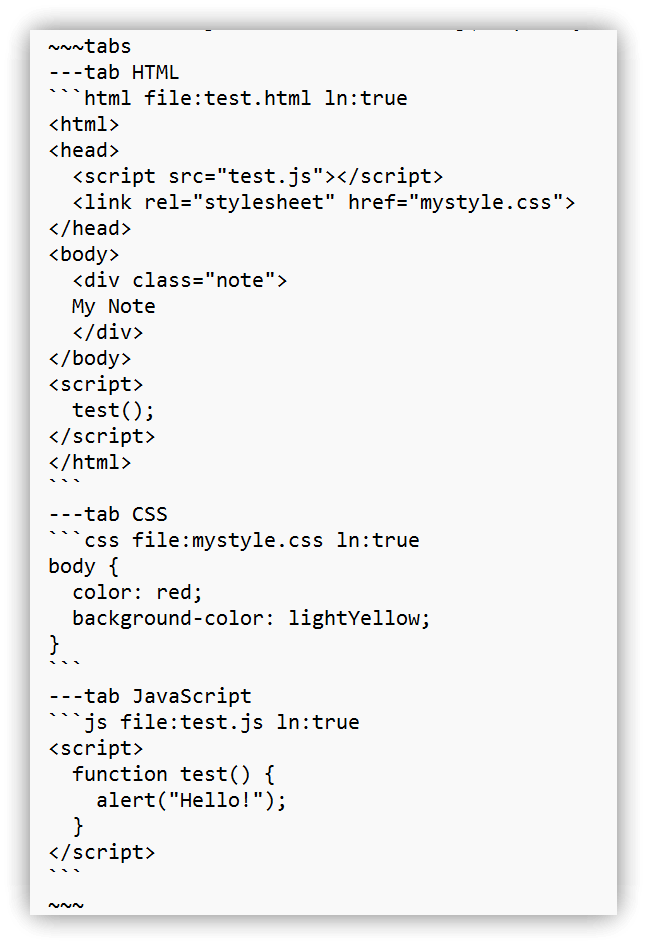 ~~~tabs
---tab HTML
```html file:test.html ln:true
<html>
<head>
  <script src="test.js"></script>
  <link rel="stylesheet" href="mystyle.css">
</head>
<body>
  <div class="note">
  My Note
  </div>
</body>
<script>
  test();
</script>
</html>
```
---tab CSS
```css file:mystyle.css ln:true
body {
  color: red;
  background-color: lightYellow;
}
```
---tab JavaScript
```js file:test.js ln:true
<script>
  function test() {
    alert("Hello!");
  }
</script>
```
~~~